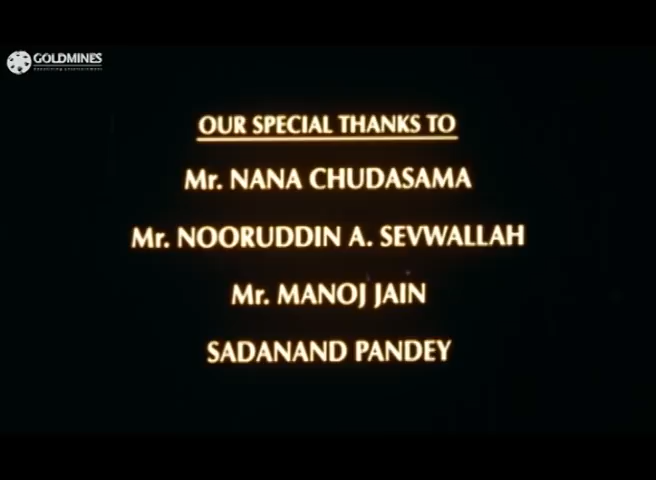 GOLDMINES
OUR SPECIAL THANKS TO
Mr. NANA CHUDASAMA
Mr. NOORUDDIN A. SEVWALLAH
Mr. MANOJ JAIN
SADANAND PANDEY